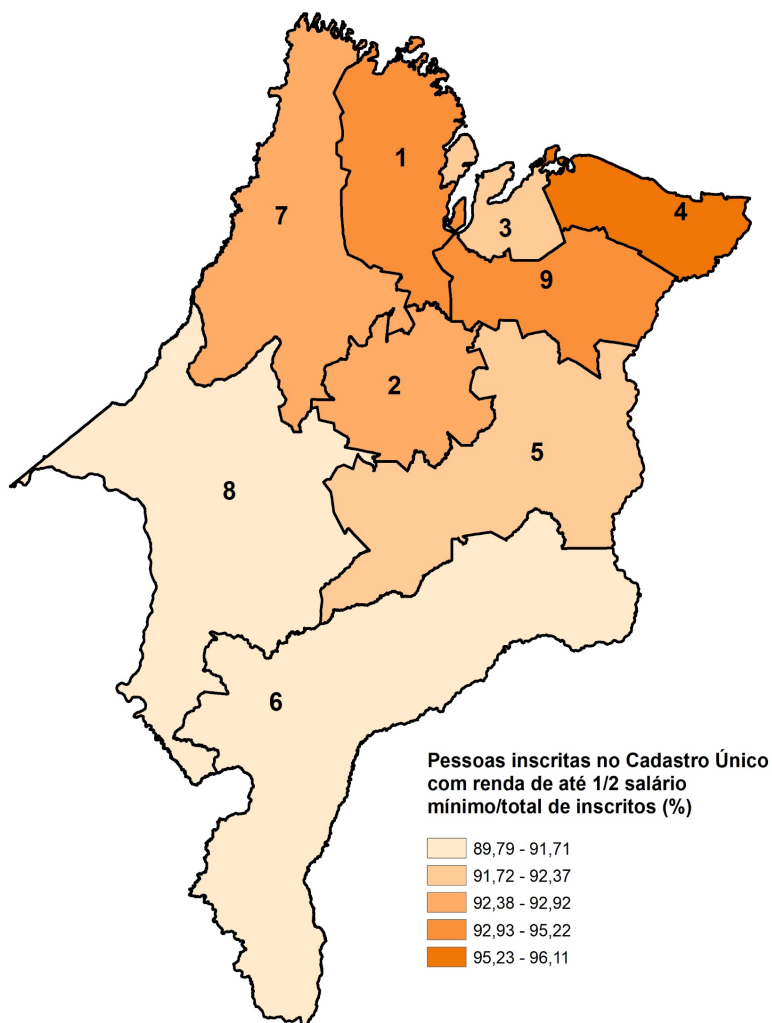 1
7
3
4
9
2
5
8
6
Pessoas inscritas no Cadastro Único
com renda de até 1/2 salário
mínimo/total de inscritos (%)
89,79 - 91,71
91,72 - 92,37
92,38 - 92,92
92,93 - 95,22
95,23 - 96,11